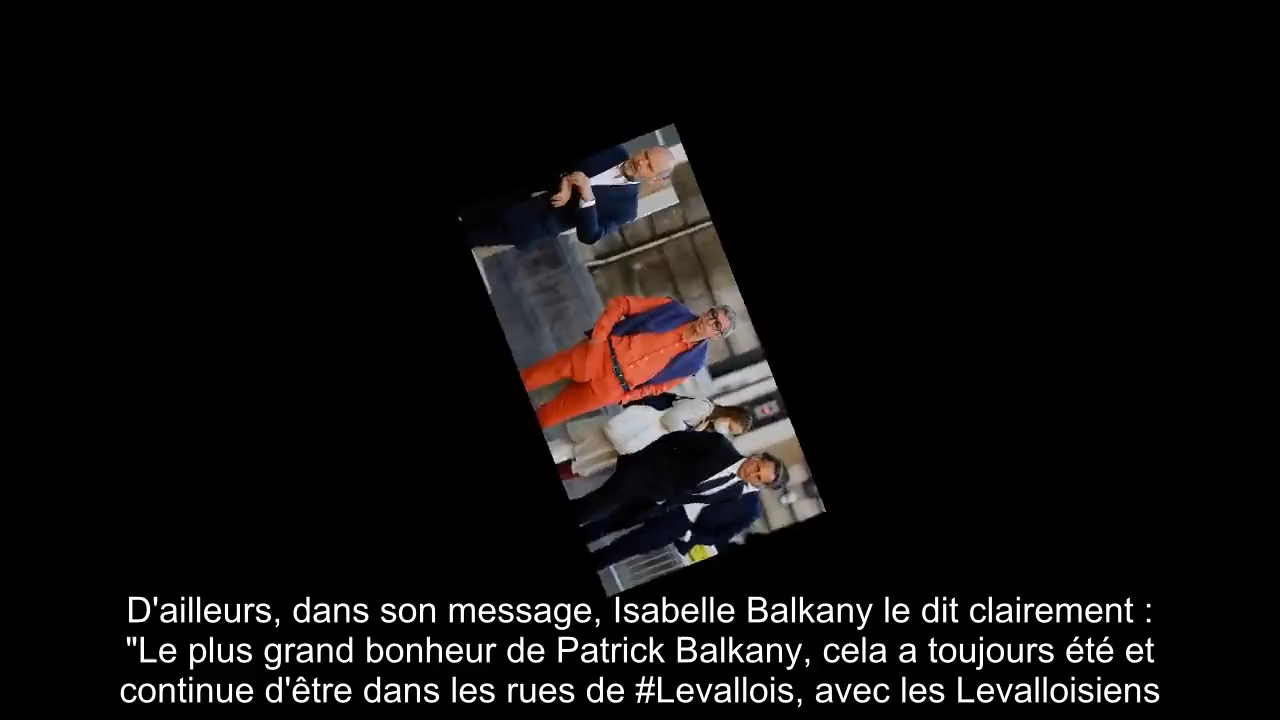 D'ailleurs, dans son message, Isabelle Balkany le dit clairement :
"Le plus grand bonheur de Patrick Balkany, cela a toujours été et
continue d'être dans les rues de #Levallois, avec les Levalloisiens